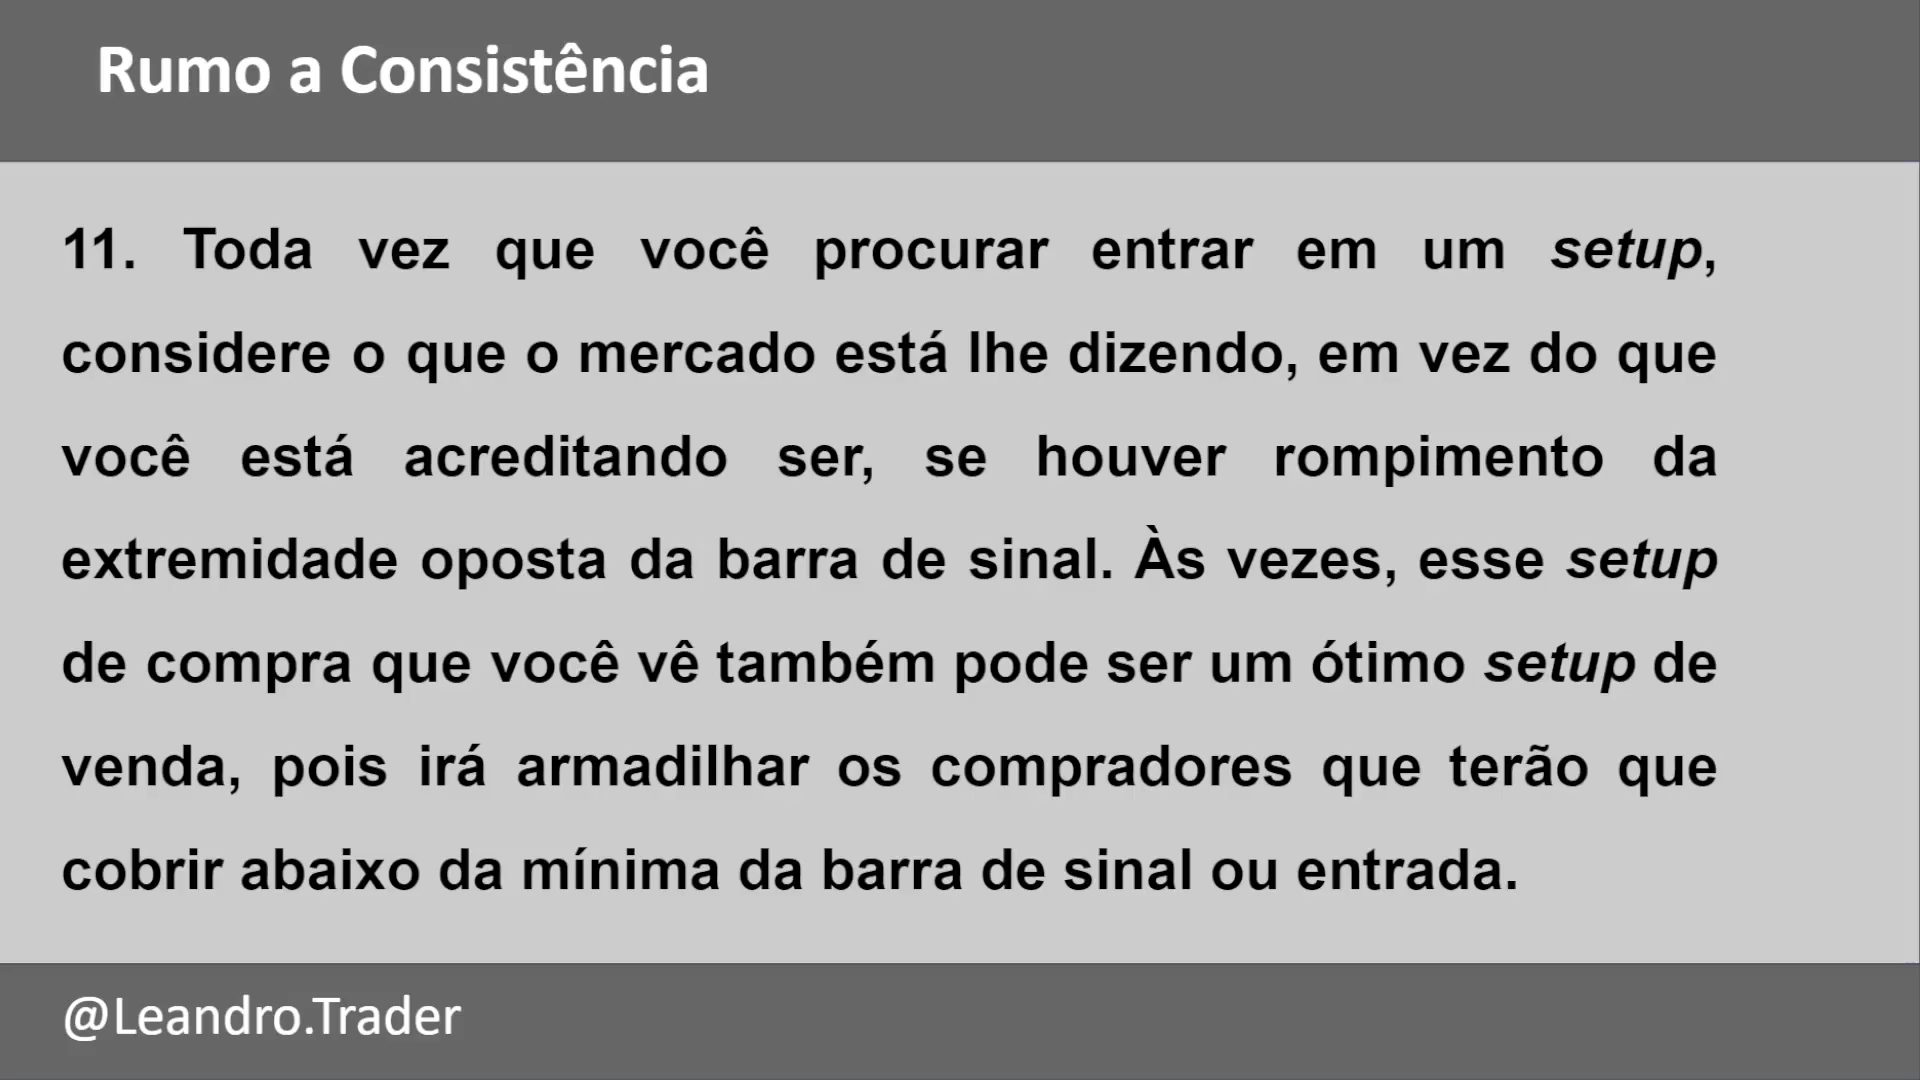 Rumo a Consistência
11. Toda vez que você procurar entrar em um setup,
considere o que o mercado está lhe dizendo, em vez do que
você está acreditando ser, se houver rompimento da
extremidade oposta da barra de sinal. Às vezes, esse setup
de compra que você vê também pode ser um ótimo setup de
venda, pois irá armadilhar os compradores que terão que
cobrir abaixo da mínima da barra de sinal ou entrada.
@Leandro.Trader